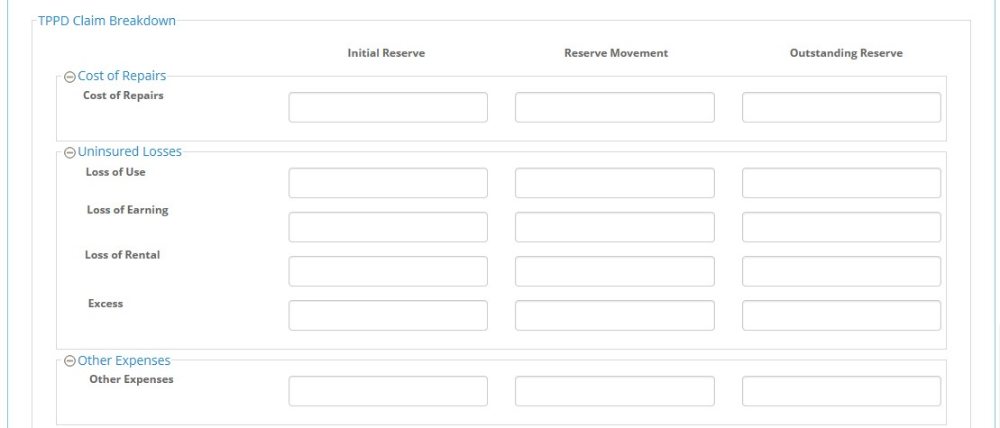 TPPD Claim Breakdown
Initial Reserve Reserve Movement Outstanding Reserve
Cost of Repairs
Cost of Repairs
Uninsured Losses
Loss of Use
Loss of Earning
Loss of Rental
Excess
Other Expenses
Other Expenses